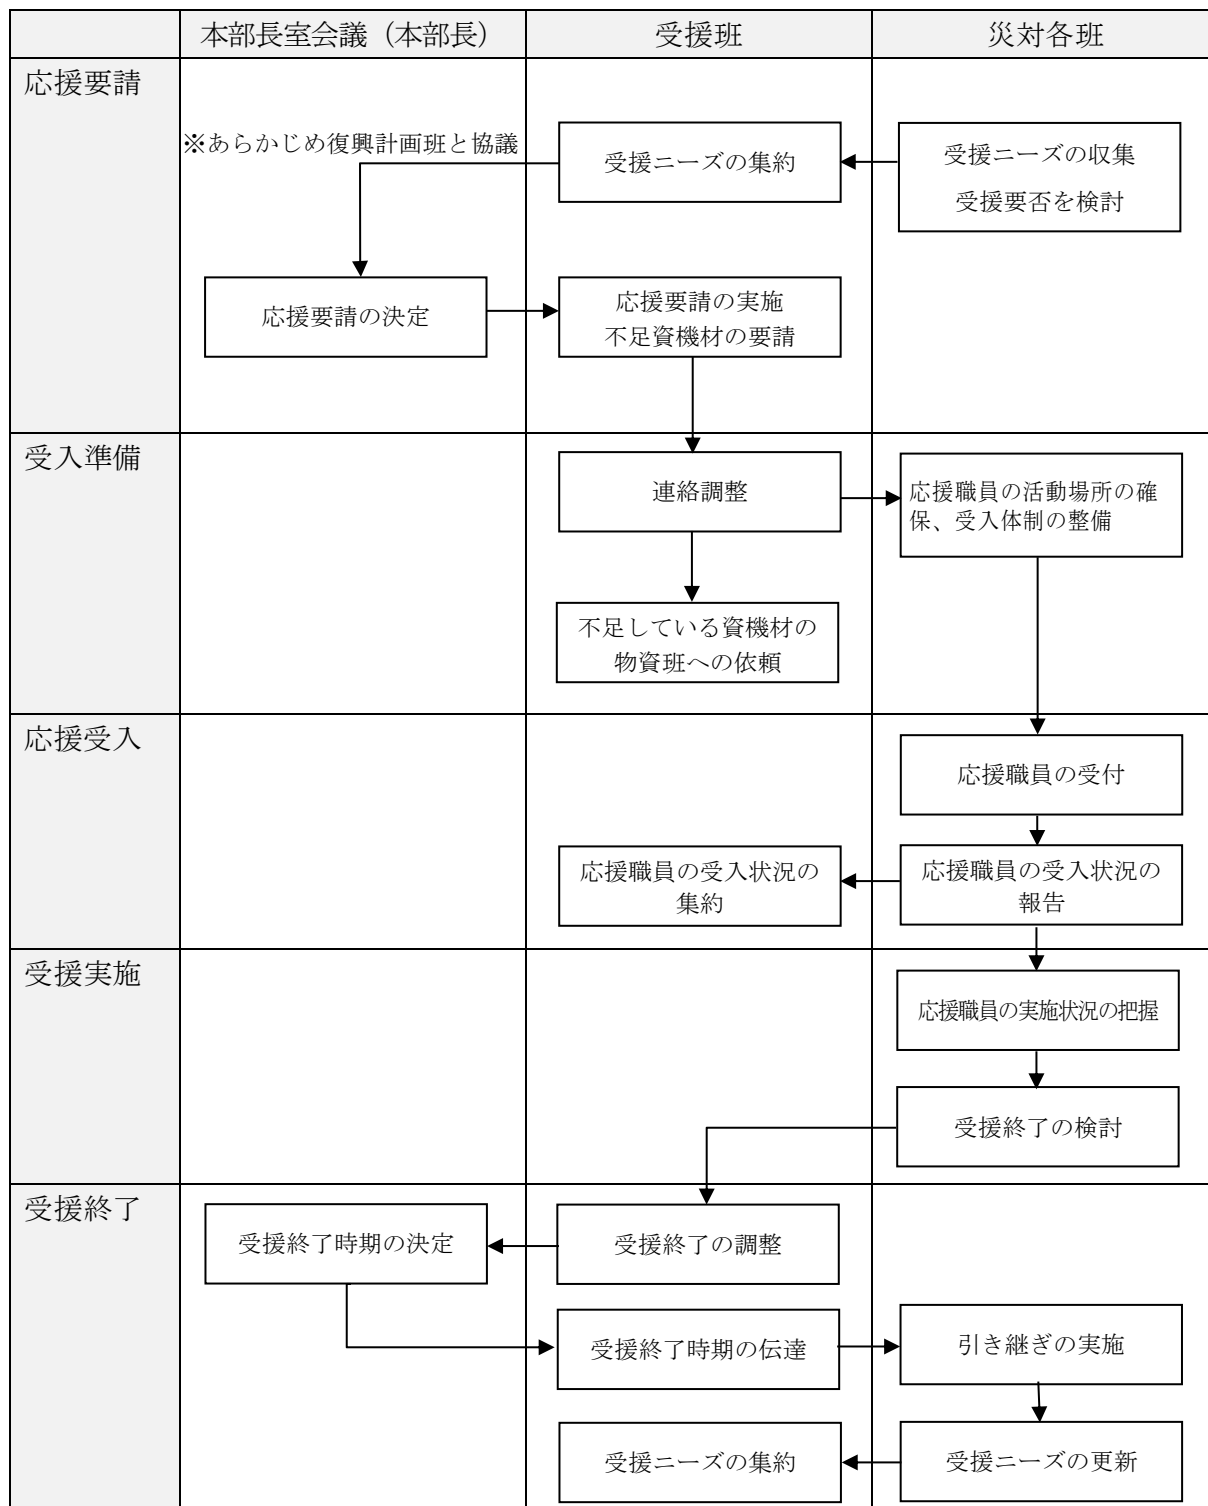 本部長室会議（本部長）
受援班
災対各班
応援要請
※あらかじめ復興計画班と協議
受援ニーズの集約
受援ニーズの収集
受援要否を検討
応援要請の決定
応援要請の実施
不足資機材の要請
受入準備
連絡調整
応援職員の活動場所の確
保、受入体制の整備
不足している資機材の
物資班への依頼
応援受入
応援職員の受付
応援職員の受入状況の
集約
応援職員の受入状況の
報告
受援実施
応援職員の実施状況の把握
受援終了の検討
受援終了
受援終了時期の決定
受援終了の調整
受援終了時期の伝達
引き継ぎの実施
受援ニーズの集約
受援ニーズの更新